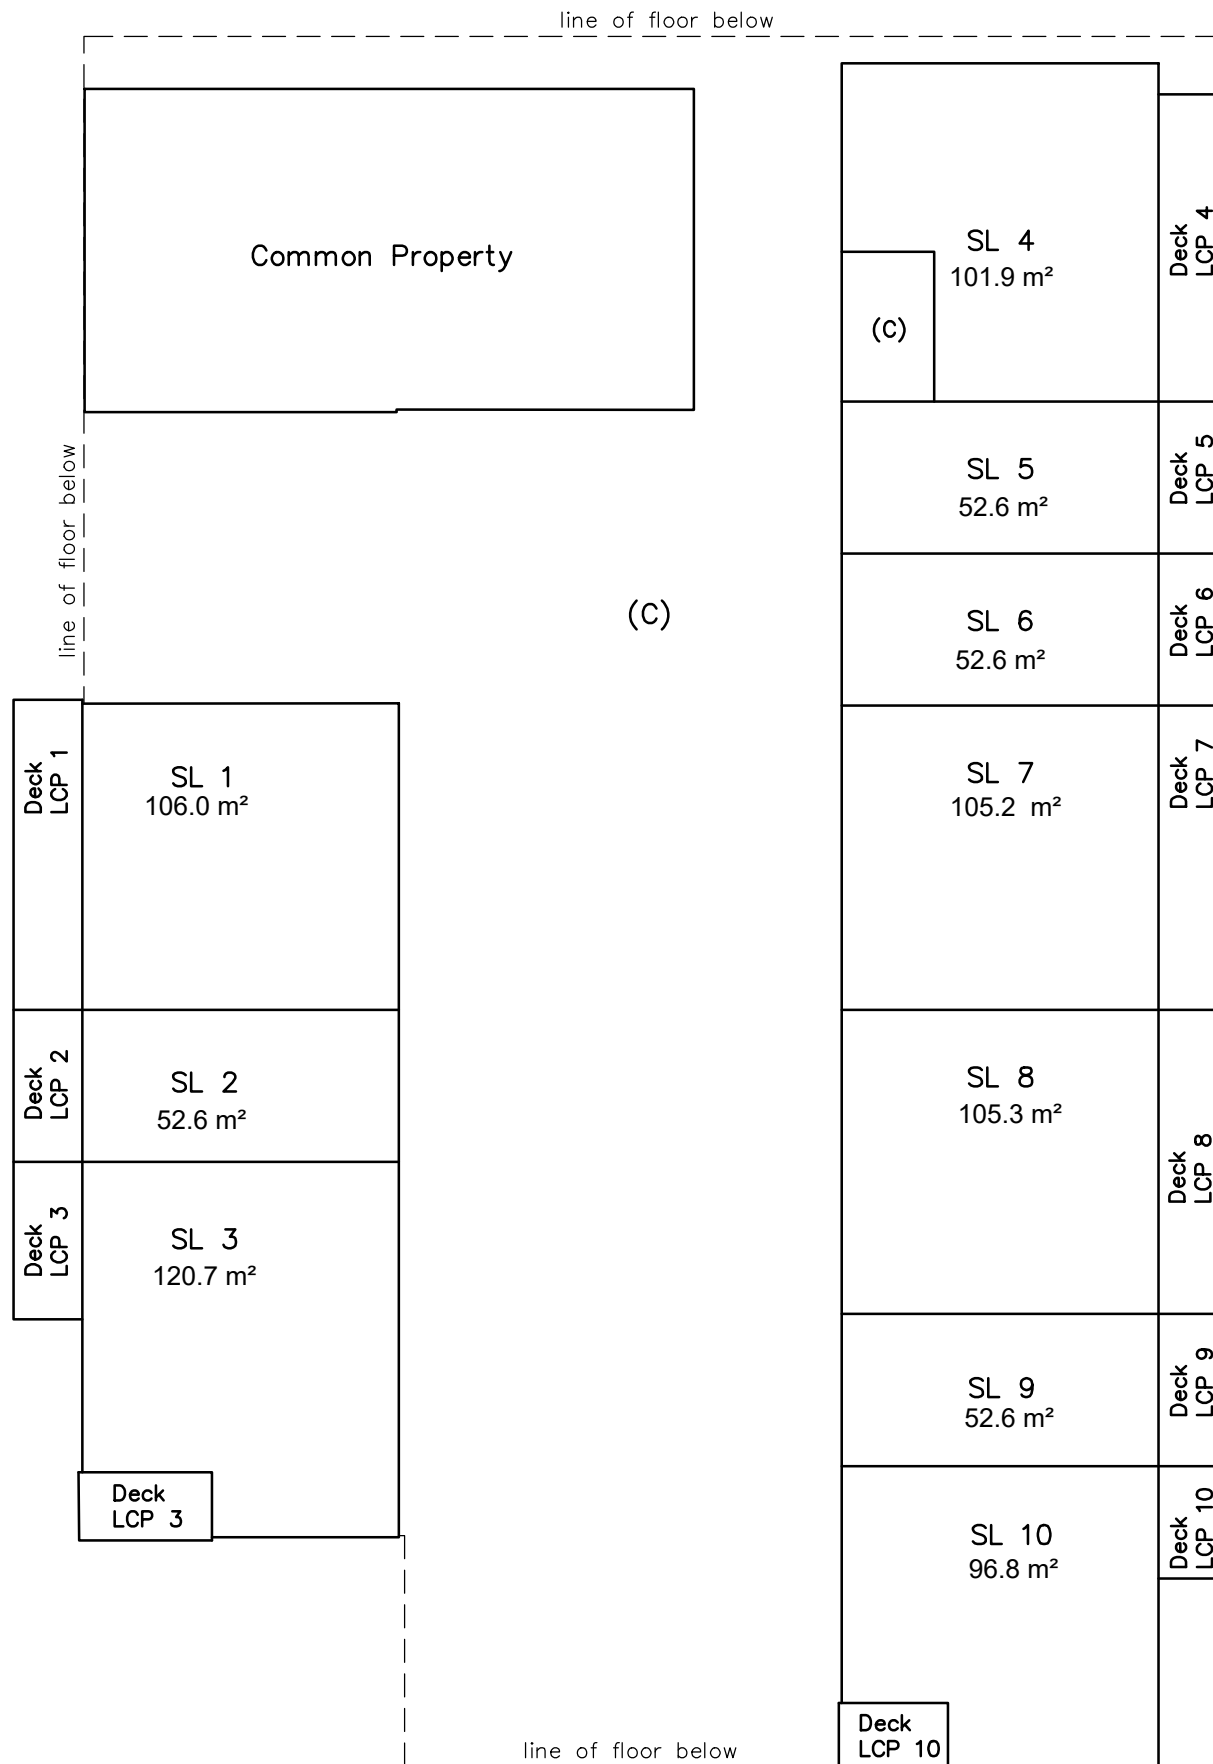 line of floor below
Common Property
SL 4
101.9 m²
Deck
LCP 4
(C)
line of floor below
SL 5
52.6 m²
Deck
LCP 5
(C)
SL 6
52.6 m²
Deck
LCP 6
Deck
LCP 1
SL 1
106.0 m²
SL 7
105.2 m²
Deck
LCP 7
Deck
LCP 2
SL 2
52.6 m²
SL 8
105.3 m²
Deck
LCP 8
Deck
LCP 3
SL 3
120.7 m²
SL 9
52.6 m²
Deck
LCP 9
Deck
LCP 3
SL 10
96.8 m²
Deck
LCP 10
Deck
LCP 10
line of floor below